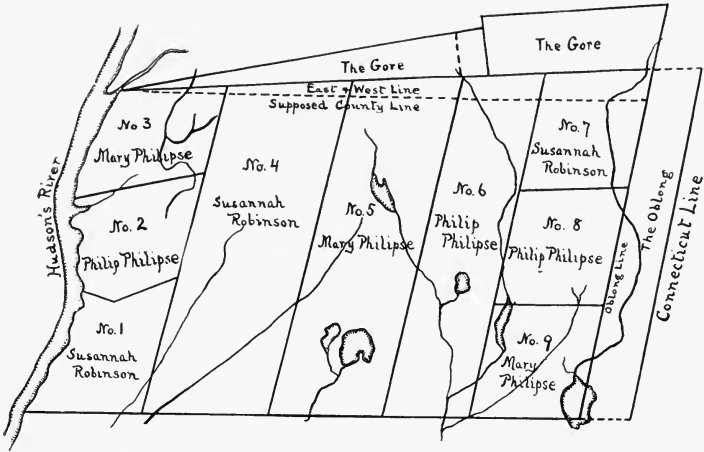 The Gore
The Gore
East & West Line
Supposed County Line
Hudson's River
No 3
Mary Philipse
No. 2
Philip Philipse
No. 1
Susannah
Robinson
No. 4
Susannah
Robinson
No. 5
Mary Philipse
No. 6
Philip
Philipse
No. 7
Susannah
Robinson
No. 8
Philip Philipse
No. 9
Mary
Philipse
Oblong Line
The Oblong
Connecticut Line